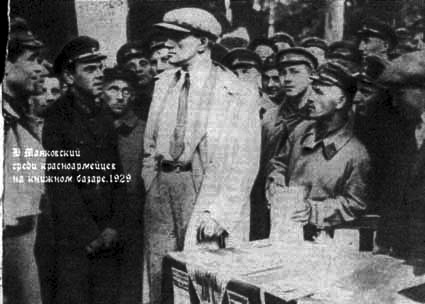 В Маяковский
среди красноармейцев
на книжном базаре.1929